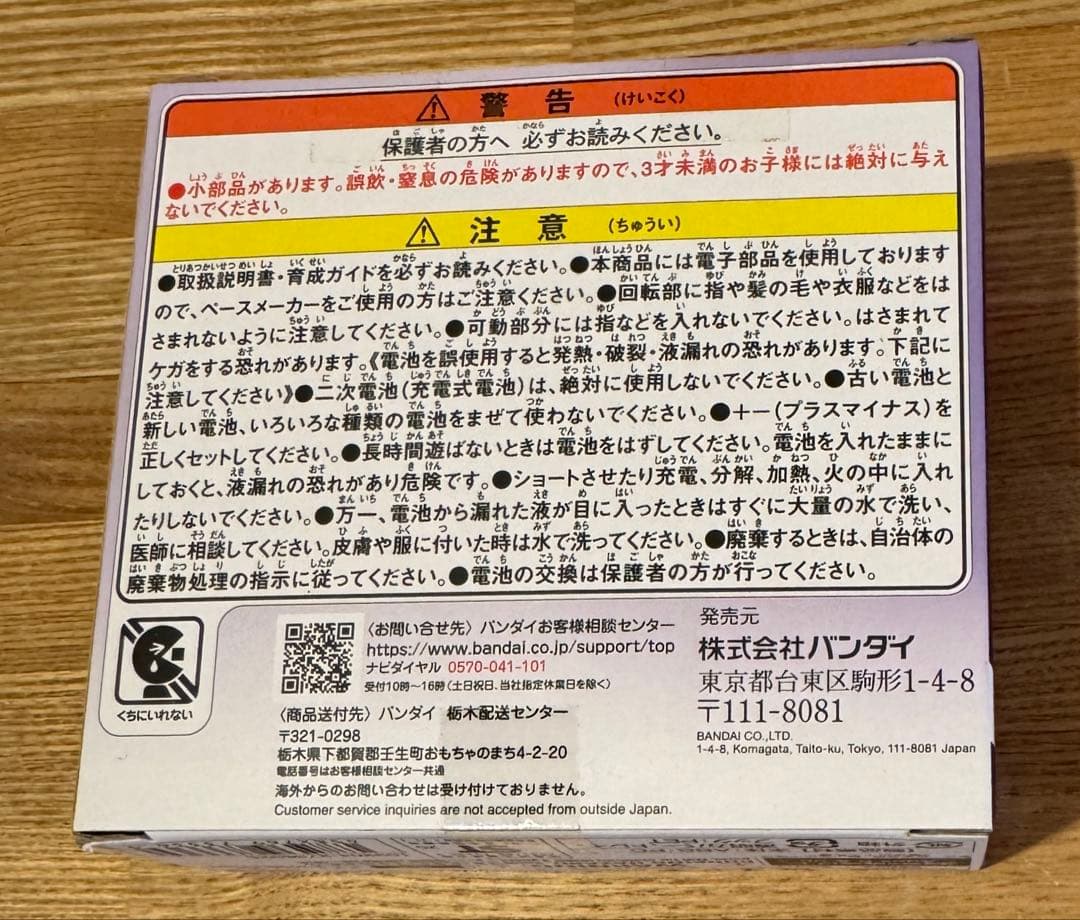 ⚠ 警告 (けいこく)
保護者の方へ 必ずお読みください。
●小部品があります。誤飲・窒息の危険がありますので、3才未満のお子様には絶対に与え
ないでください。
⚠ 注意 (ちゅうい)
●取扱説明書・育成ガイドを必ずお読みください。●本商品には電子部品を使用しております
ので、ペースメーカーをご使用の方はご注意ください。●回転部に指や髪の毛や衣服などをは
さまれないように注意してください。●可動部分には指などを入れないでください。はさまれて
ケガをする恐れがあります。《電池を誤使用すると発熱・破裂・液漏れの恐れがあります。下記に
注意してください》●二次電池(充電式電池)は、絶対に使用しないでください。●古い電池と
新しい電池、いろいろな種類の電池をまぜて使わないでください。●+－(プラスマイナス)を
正しくセットしてください。●長時間遊ばないときは電池をはずしてください。電池を入れたままに
しておくと、液漏れの恐れがあり危険です。●ショートさせたり充電、分解、加熱、火の中に入れ
たりしないでください。●万一、電池から漏れた液が目に入ったときはすぐに大量の水で洗い、
医師に相談してください。皮膚や服に付いた時は水で洗ってください。●廃棄するときは、自治体の
廃棄物処理の指示に従ってください。●電池の交換は保護者の方が行ってください。
くちにいれない
〈お問い合せ先〉バンダイお客様相談センター
https://www.bandai.co.jp/support/top
ナビダイヤル 0570-041-101
受付10時〜16時(土日祝日、当社指定休業日を除く)
〈商品送付先〉バンダイ 栃木配送センター
〒321-0298
栃木県下都賀郡壬生町おもちゃのまち4-2-20
電話番号はお客様相談センター共通
海外からのお問い合わせは受け付けておりません。
Customer service inquiries are not accepted from outside Japan.
発売元
株式会社バンダイ
東京都台東区駒形1-4-8
〒111-8081
BANDAI CO.,LTD.
1-4-8, Komagata, Taito-ku, Tokyo, 111-8081 Japan